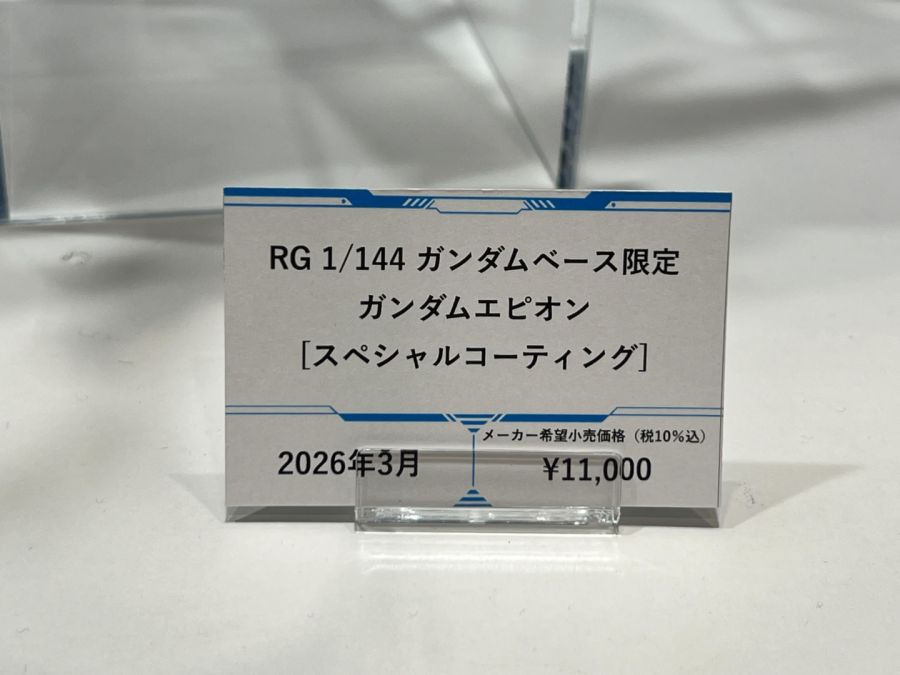 RG 1/144 ガンダムベース限定
ガンダムエピオン
[スペシャルコーティング]
メーカー希望小売価格（税10%込）
2026年3月
¥11,000